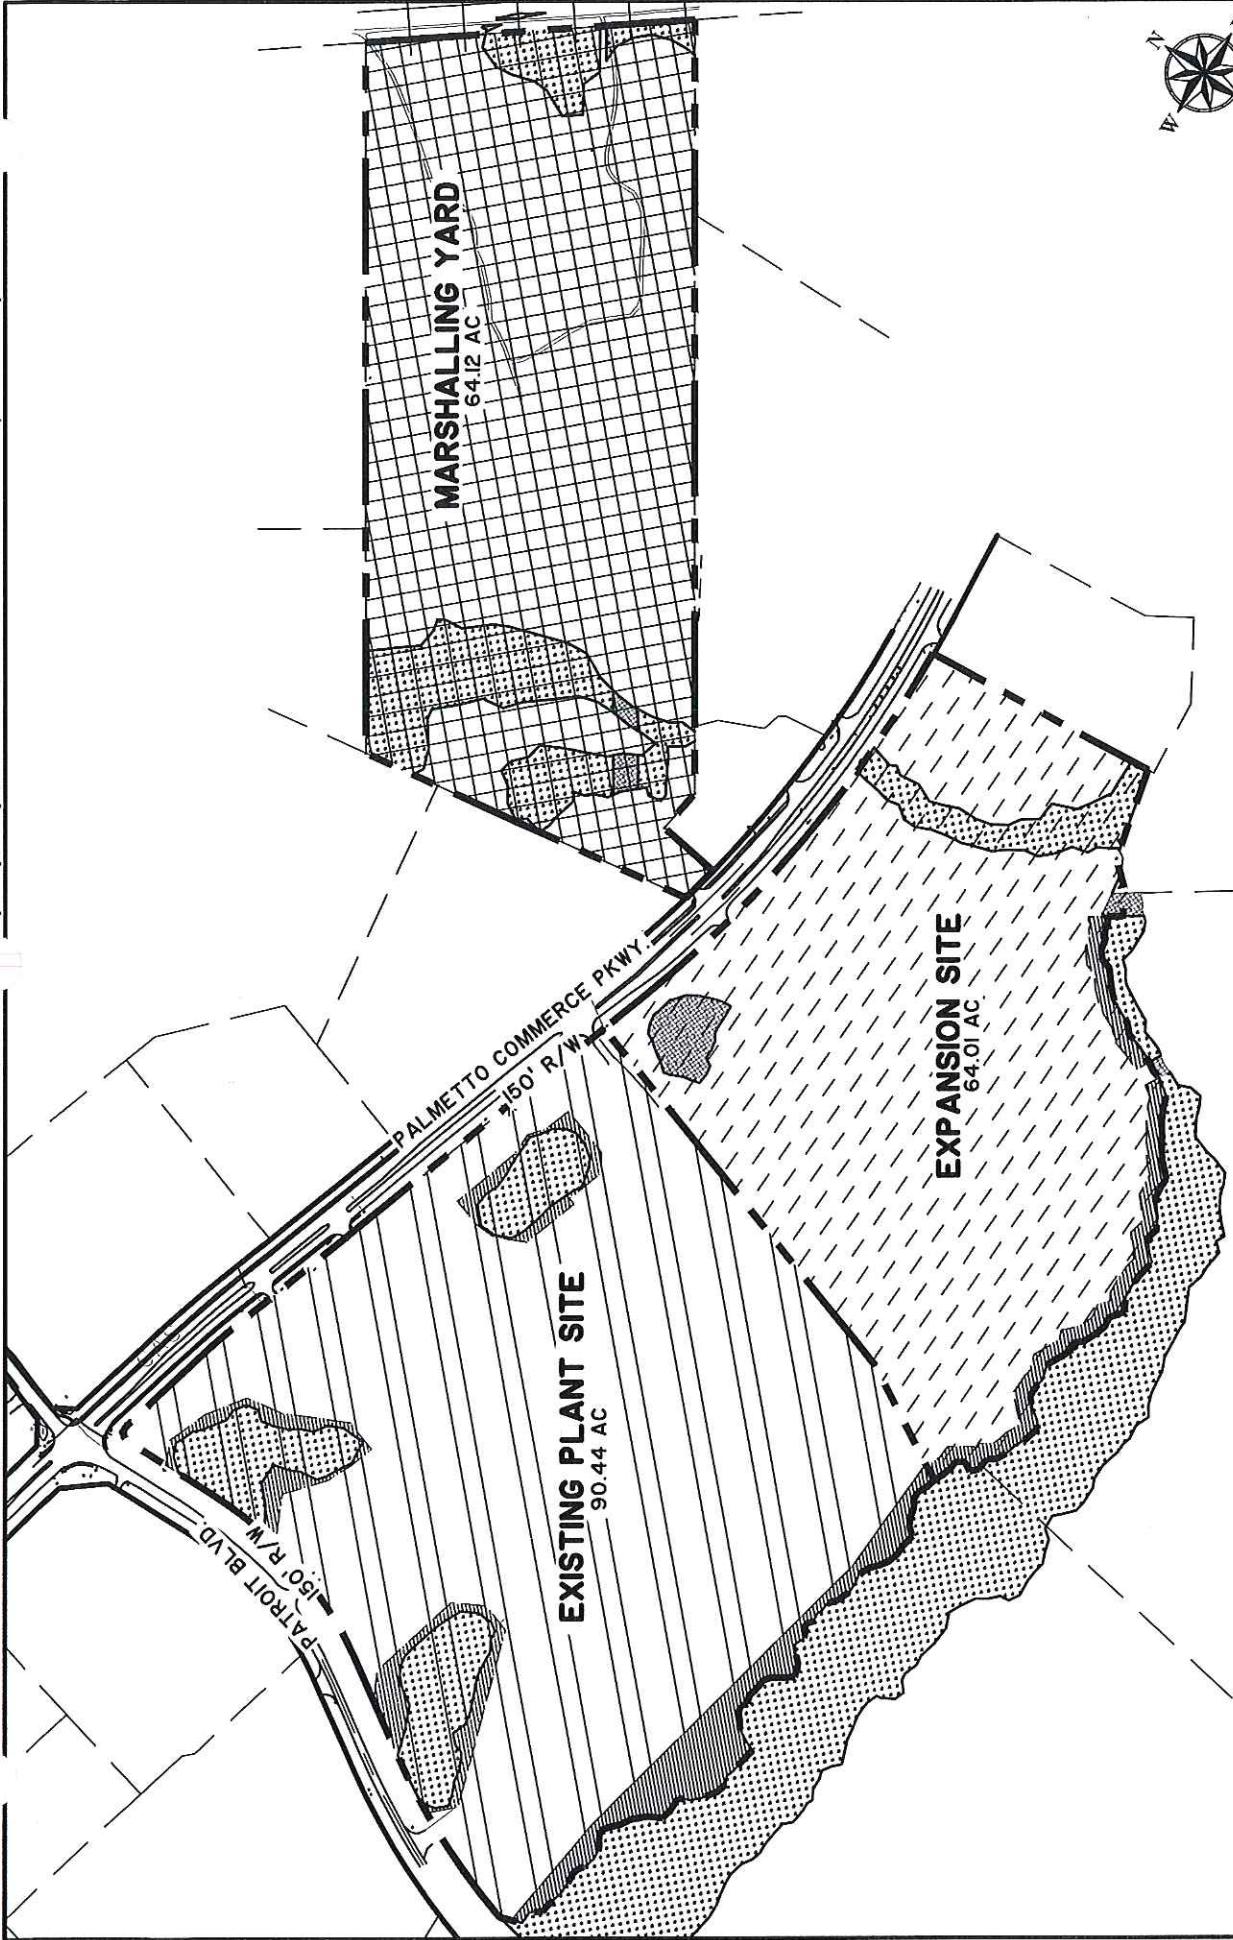 N
W
MARSHALLING YARD
64.12 AC
PALMETTO COMMERCE PKWY.
150' R/W
EXPANSION SITE
64.01 AC
EXISTING PLANT SITE
90.44 AC
PATROIT BLVD
150' R/W